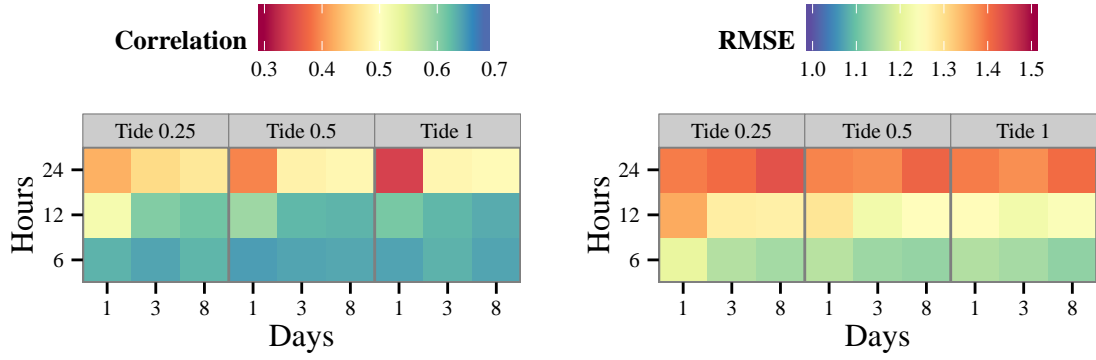 Correlation
0.3 0.4 0.5 0.6 0.7
Tide 0.25 Tide 0.5 Tide 1
Hours
24
12
6
1 3 8 1 3 8 1 3 8
Days
RMSE
1.0 1.1 1.2 1.3 1.4 1.5
Tide 0.25 Tide 0.5 Tide 1
Hours
24
12
6
1 3 8 1 3 8 1 3 8
Days